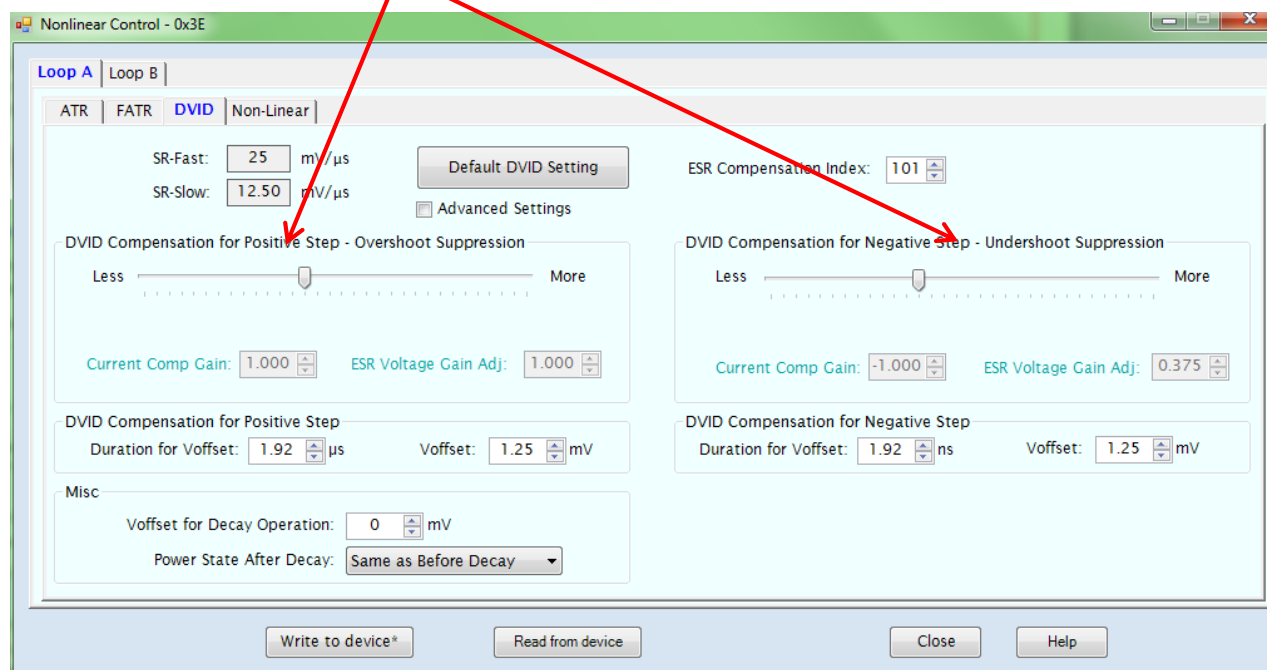 Nonlinear Control - 0x3E
Loop A Loop B
ATR FATR DVID Non-Linear
SR-Fast: 25 mV/µs
SR-Slow: 12.50 mV/µs
Default DVID Setting
Advanced Settings
ESR Compensation Index: 101
DVID Compensation for Positive Step - Overshoot Suppression
Less More
Current Comp Gain: 1.000 ESR Voltage Gain Adj: 1.000
DVID Compensation for Negative Step - Undershoot Suppression
Less More
Current Comp Gain: -1.000 ESR Voltage Gain Adj: 0.375
DVID Compensation for Positive Step
Duration for Voffset: 1.92 µs Voffset: 1.25 mV
DVID Compensation for Negative Step
Duration for Voffset: 1.92 ns Voffset: 1.25 mV
Misc
Voffset for Decay Operation: 0 mV
Power State After Decay: Same as Before Decay
Write to device* Read from device Close Help